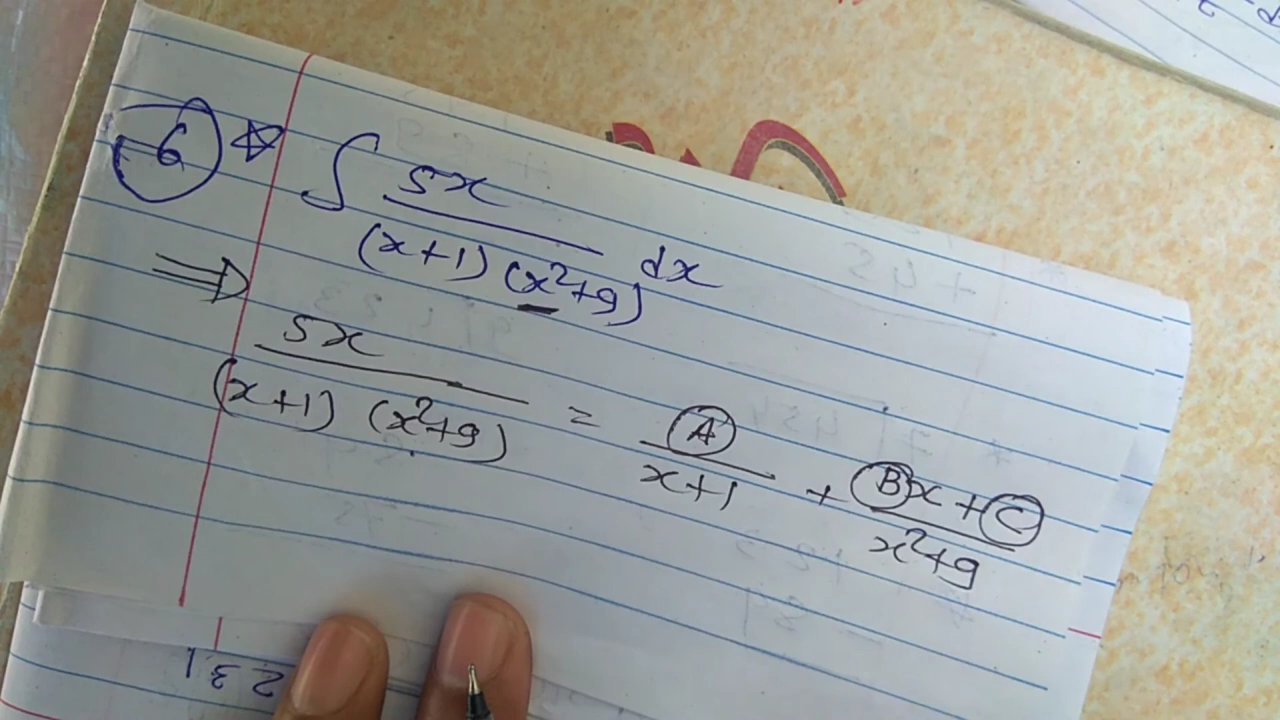 6 ☆ ∫ 5x / (x+1) (x²+9) dx
⇒ 5x / (x+1) (x²+9) = A / x+1 + Bx+C / x²+9
231